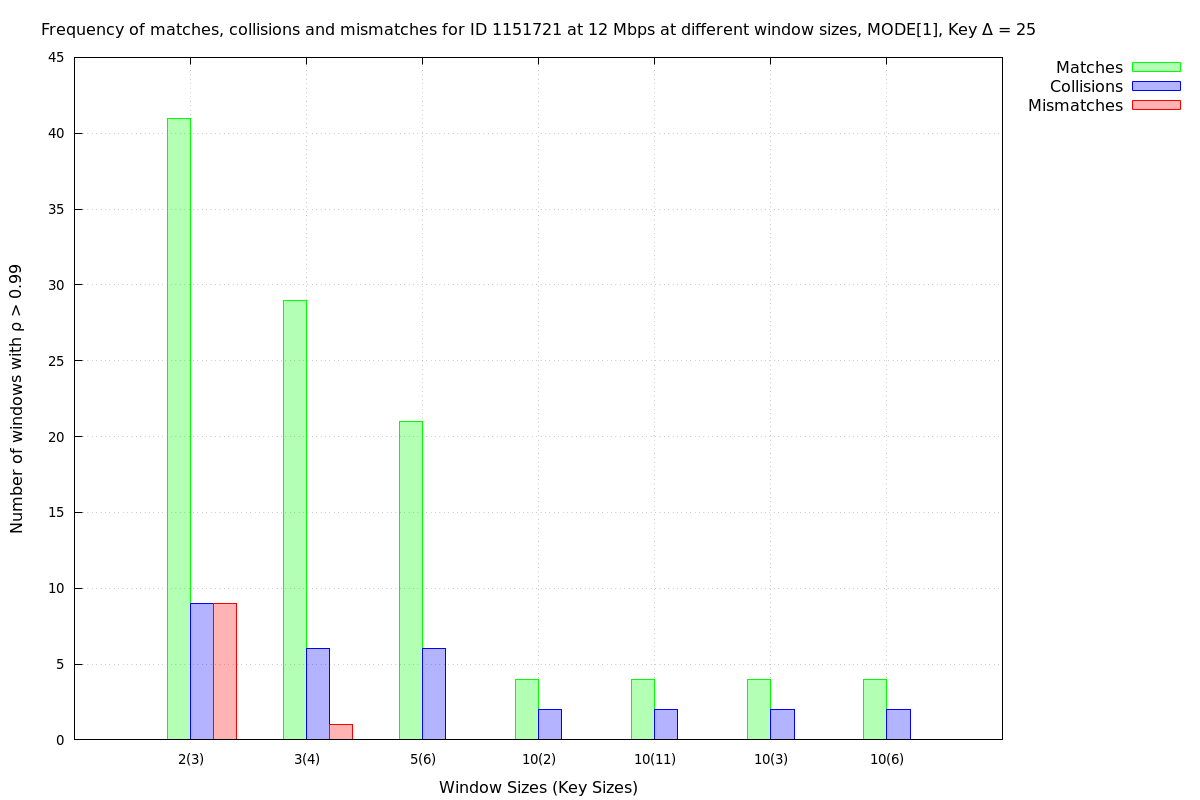 Frequency of matches, collisions and mismatches for ID 1151721 at 12 Mbps at different window sizes, MODE[1], Key Δ = 25
Matches
Collisions
Mismatches
Number of windows with ρ > 0.99
45
40
35
30
25
20
15
10
5
0
2(3) 3(4) 5(6) 10(2) 10(11) 10(3) 10(6)
Window Sizes (Key Sizes)